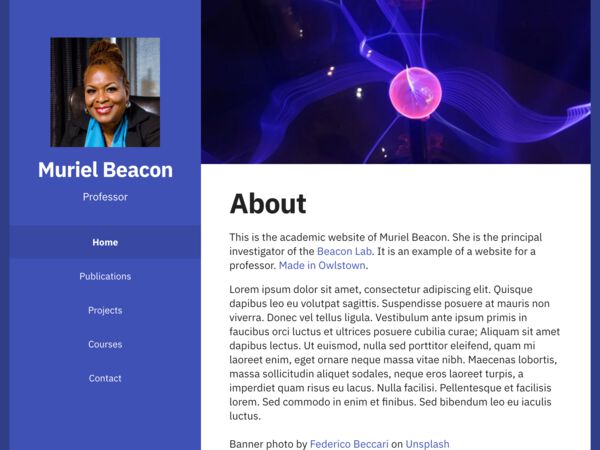 Muriel Beacon
Professor
Home
Publications
Projects
Courses
Contact
About
This is the academic website of Muriel Beacon. She is the principal
investigator of the Beacon Lab. It is an example of a website for a
professor. Made in Owlstown.
Lorem ipsum dolor sit amet, consectetur adipiscing elit. Quisque
dapibus leo eu volutpat sagittis. Suspendisse posuere at mauris non
viverra. Donec vel tellus ligula. Vestibulum ante ipsum primis in
faucibus orci luctus et ultrices posuere cubilia curae; Aliquam sit amet
dapibus lectus. Ut euismod, nulla sed porttitor eleifend, quam mi
laoreet enim, eget ornare neque massa vitae nibh. Maecenas lobortis,
massa sollicitudin aliquet sodales, neque eros laoreet turpis, a
imperdiet quam risus eu lacus. Nulla facilisi. Pellentesque et facilisis
lorem. Sed commodo in enim et finibus. Sed bibendum leo eu iaculis
luctus.
Banner photo by Federico Beccari on Unsplash